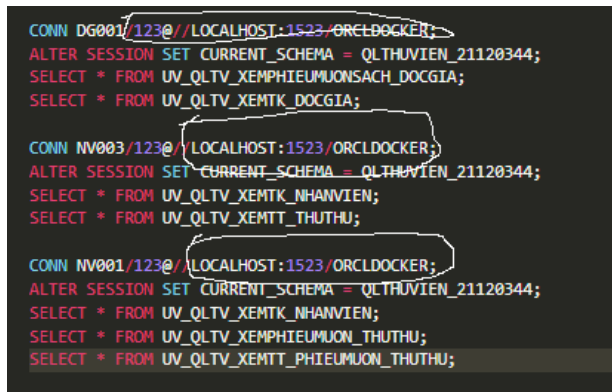 CONN DG001/123@//LOCALHOST:1523/ORCLDOCKER;
ALTER SESSION SET CURRENT_SCHEMA = QLTHUVIEN_21120344;
SELECT * FROM UV_QLTV_XEMPHIEUMUONSACH_DOCGIA;
SELECT * FROM UV_QLTV_XEMTK_DOCGIA;
CONN NV003/123@//LOCALHOST:1523/ORCLDOCKER;
ALTER SESSION SET CURRENT_SCHEMA = QLTHUVIEN_21120344;
SELECT * FROM UV_QLTV_XEMTK_NHANVIEN;
SELECT * FROM UV_QLTV_XEMTT_THUTHU;
CONN NV001/123@//LOCALHOST:1523/ORCLDOCKER;
ALTER SESSION SET CURRENT_SCHEMA = QLTHUVIEN_21120344;
SELECT * FROM UV_QLTV_XEMTK_NHANVIEN;
SELECT * FROM UV_QLTV_XEMPHIEUMUON_THUTHU;
SELECT * FROM UV_QLTV_XEMTT_PHIEUMUON_THUTHU;